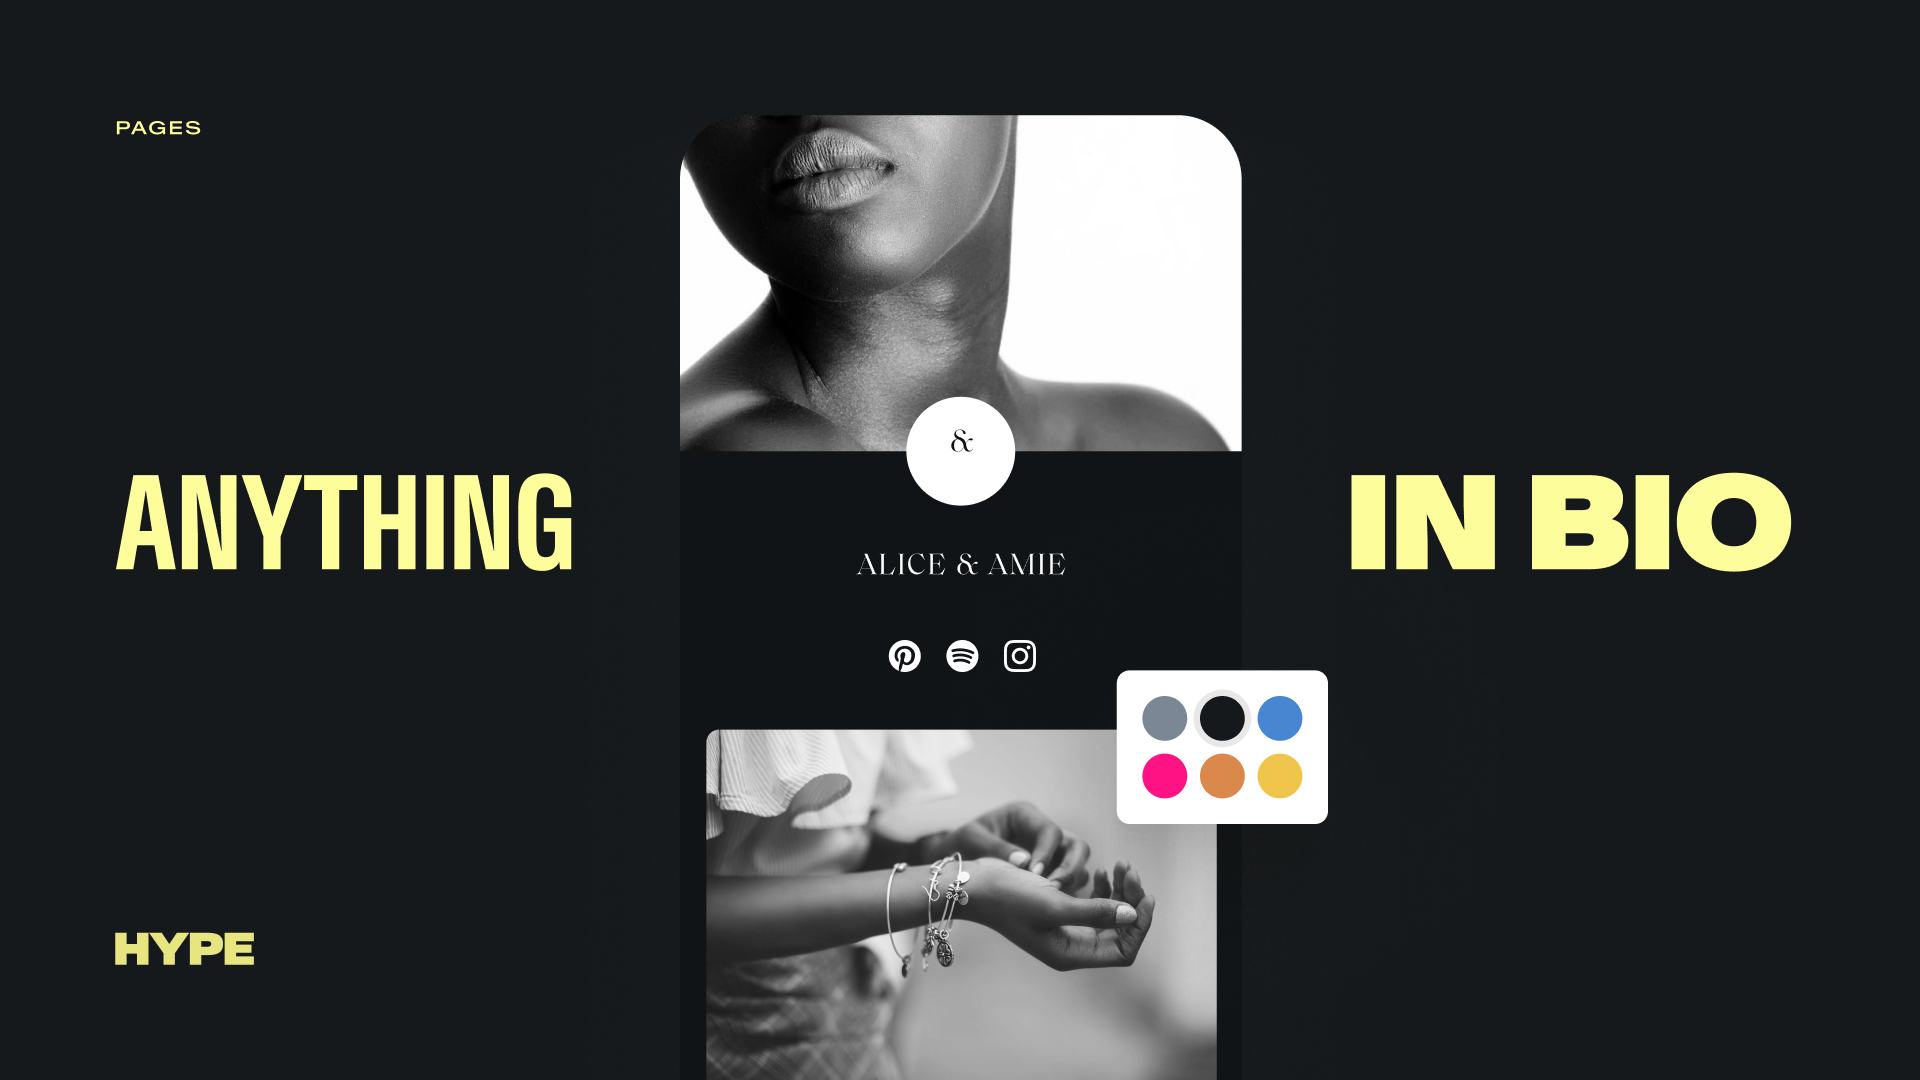 PAGES
ANYTHING
IN BIO
&
ALICE & AMIE
HYPE